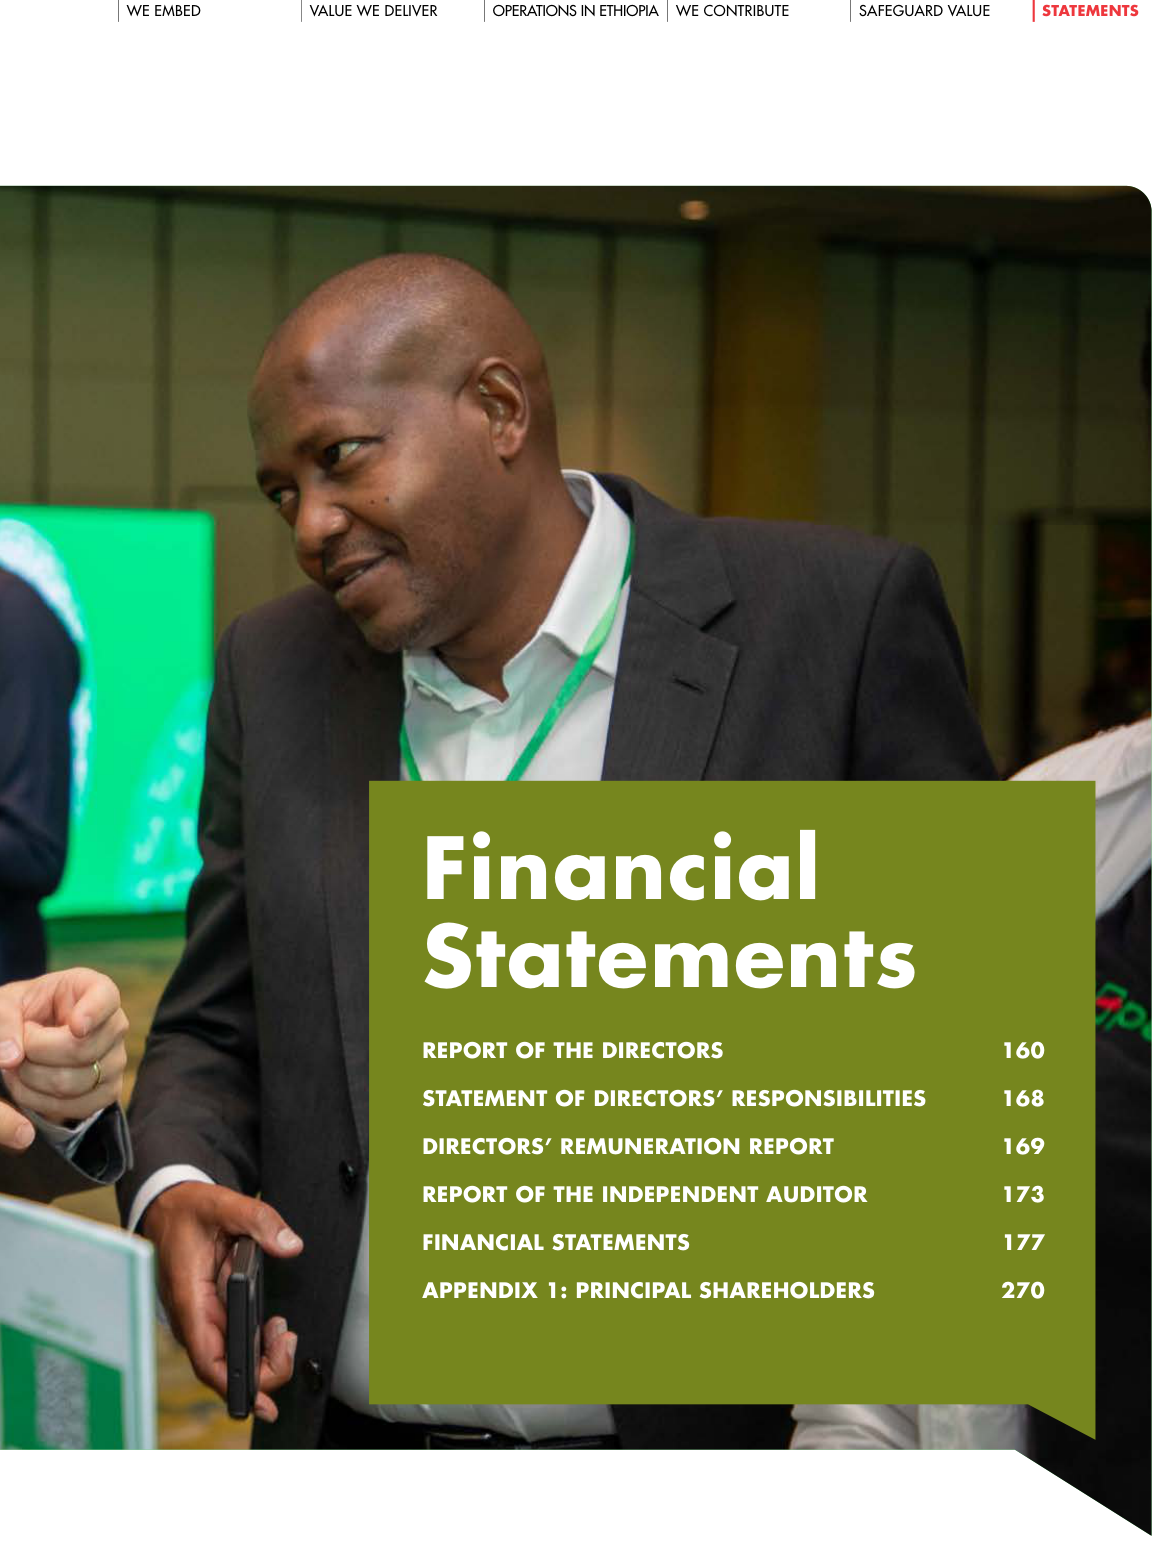 WE EMBED
VALUE WE DELIVER
OPERATIONS IN ETHIOPIA
WE CONTRIBUTE
SAFEGUARD VALUE
STATEMENTS
Financial
Statements
REPORT OF THE DIRECTORS 160
STATEMENT OF DIRECTORS’ RESPONSIBILITIES 168
DIRECTORS’ REMUNERATION REPORT 169
REPORT OF THE INDEPENDENT AUDITOR 173
FINANCIAL STATEMENTS 177
APPENDIX 1: PRINCIPAL SHAREHOLDERS 270